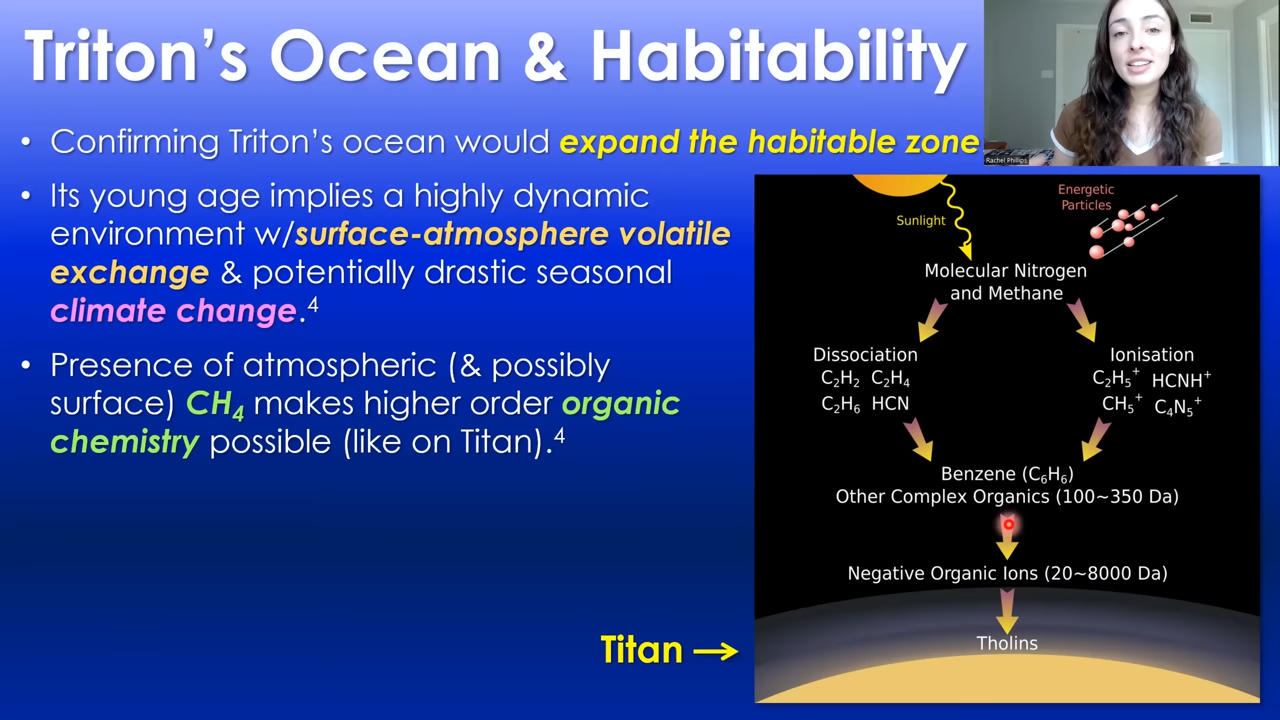 Triton's Ocean & Habitability
• Confirming Triton's ocean would expand the habitable zone
• Its young age implies a highly dynamic
environment w/surface-atmosphere volatile
exchange & potentially drastic seasonal
climate change.⁴
• Presence of atmospheric (& possibly
surface) CH₄ makes higher order organic
chemistry possible (like on Titan).⁴
Titan →
Rachel Phillips
Sunlight
Energetic
Particles
Molecular Nitrogen
and Methane
Dissociation
C₂H₂ C₂H₄
C₂H₆ HCN
Ionisation
C₂H₅⁺ HCNH⁺
CH₅⁺ C₄N₅⁺
Benzene (C₆H₆)
Other Complex Organics (100~350 Da)
Negative Organic Ions (20~8000 Da)
Tholins